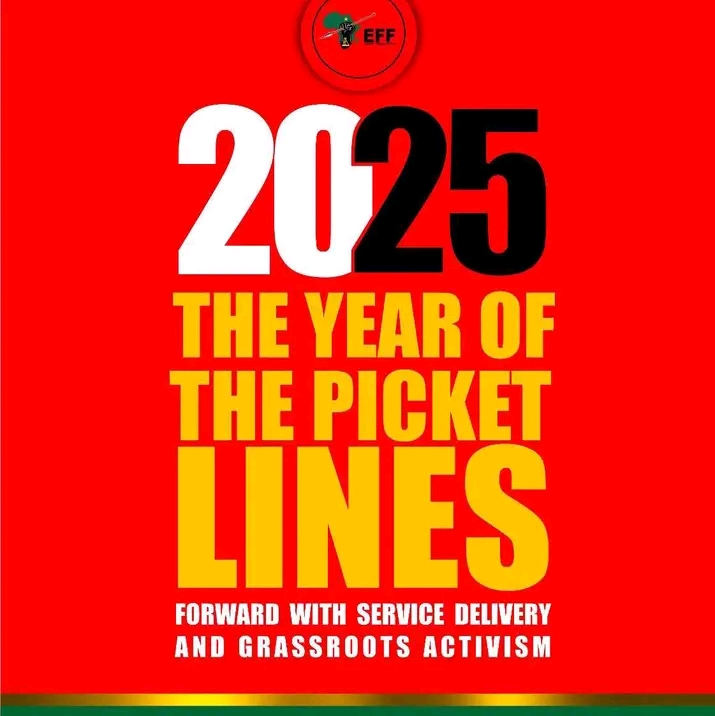 EFF
2025
THE YEAR OF
THE PICKET
LINES
FORWARD WITH SERVICE DELIVERY
AND GRASSROOTS ACTIVISM